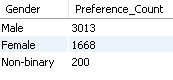 Gender Preference_Count
Male 3013
Female 1668
Non-binary 200